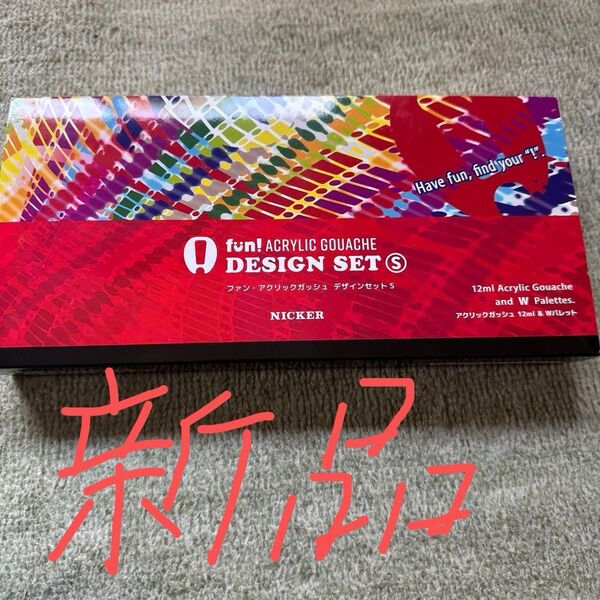 Have fun, find your "!".
fun! ACRYLIC GOUACHE
DESIGN SET Ⓢ
ファン・アクリックガッシュ デザインセット S
NICKER
12ml Acrylic Gouache
and W Palettes.
アクリックガッシュ 12ml & Wパレット
新品